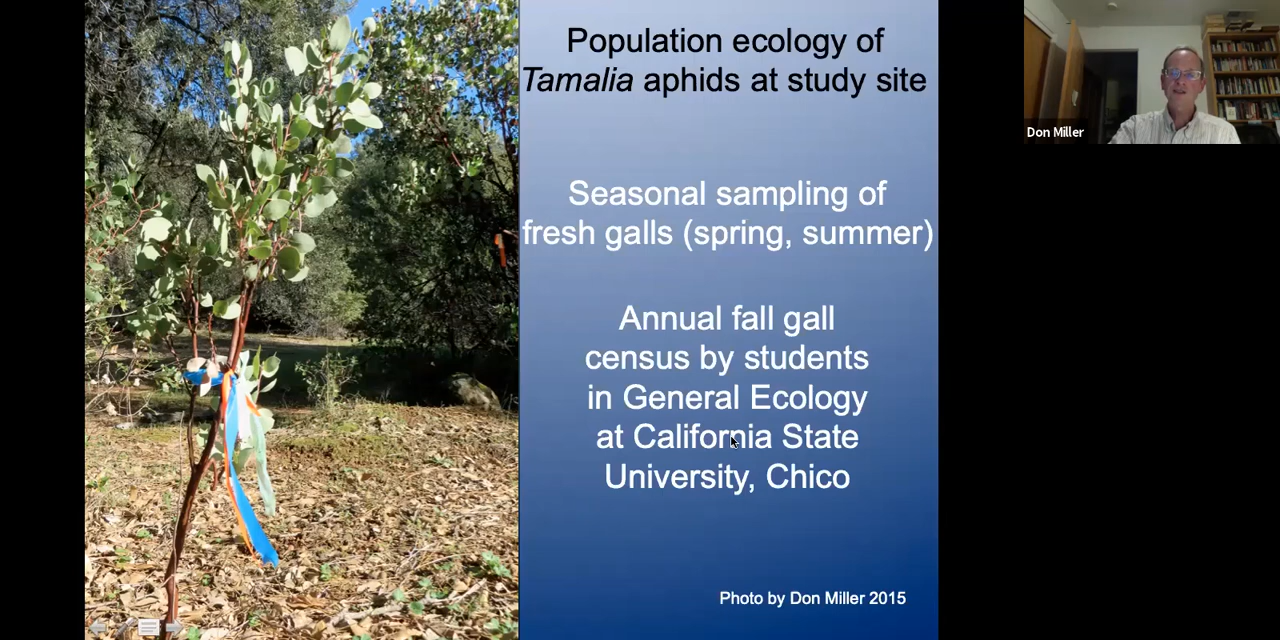 Population ecology of
Tamalia aphids at study site
Seasonal sampling of
fresh galls (spring, summer)
Annual fall gall
census by students
in General Ecology
at California State
University, Chico
Photo by Don Miller 2015
Don Miller